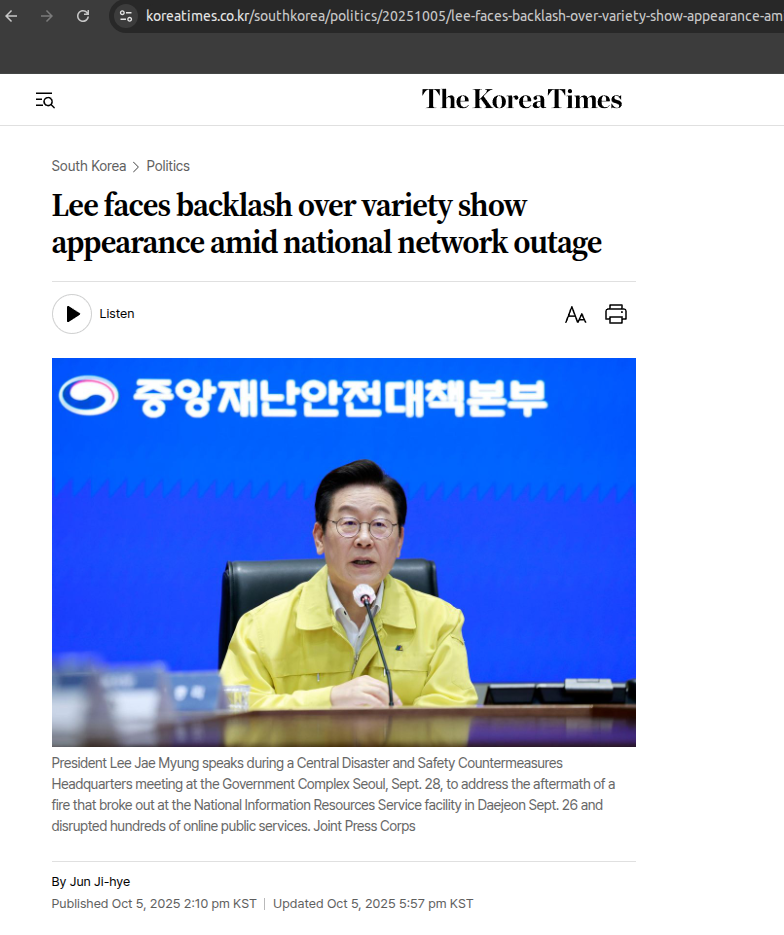 koreatimes.co.kr/southkorea/politics/20251005/lee-faces-backlash-over-variety-show-appearance-am
The Korea Times
South Korea > Politics
Lee faces backlash over variety show
appearance amid national network outage
Listen
AA
중앙재난안전대책본부
President Lee Jae Myung speaks during a Central Disaster and Safety Countermeasures
Headquarters meeting at the Government Complex Seoul, Sept. 28, to address the aftermath of a
fire that broke out at the National Information Resources Service facility in Daejeon Sept. 26 and
disrupted hundreds of online public services. Joint Press Corps
By Jun Ji-hye
Published Oct 5, 2025 2:10 pm KST | Updated Oct 5, 2025 5:57 pm KST